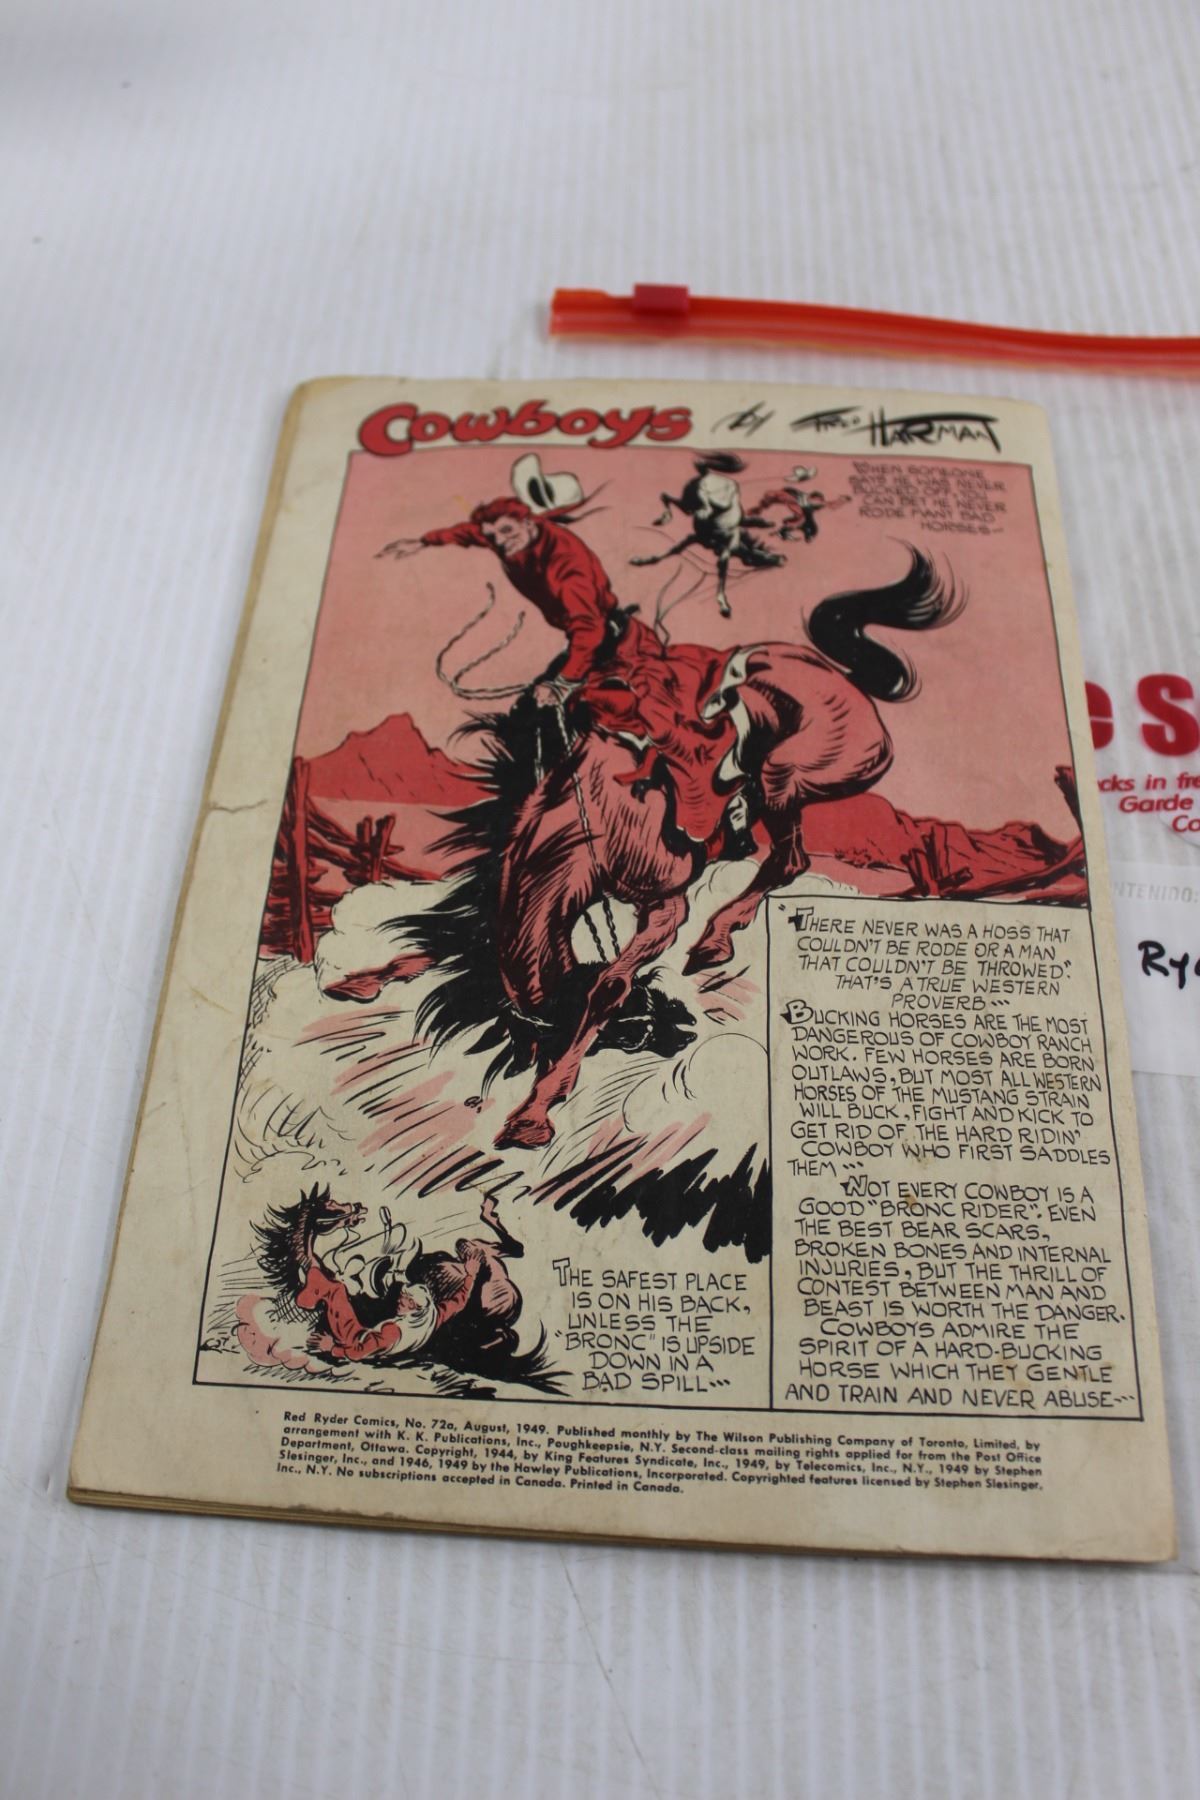 Cowboys by FRED HARMAN
WHEN SOMEONE
SAYS HE WAS NEVER
BUCKED OFF, YOU
CAN BET HE NEVER
RODE MANY BAD
HORSES--
"THERE NEVER WAS A HOSS THAT
COULDN'T BE RODE OR A MAN
THAT COULDN'T BE THROWED".
THAT'S A TRUE WESTERN
PROVERB---
BUCKING HORSES ARE THE MOST
DANGEROUS OF COWBOY RANCH
WORK. FEW HORSES ARE BORN
OUTLAWS, BUT MOST ALL WESTERN
HORSES OF THE MUSTANG STRAIN
WILL BUCK, FIGHT AND KICK TO
GET RID OF THE HARD RIDIN'
COWBOY WHO FIRST SADDLES
THEM ---
NOT EVERY COWBOY IS A
GOOD "BRONC RIDER". EVEN
THE BEST BEAR SCARS,
BROKEN BONES AND INTERNAL
INJURIES, BUT THE THRILL OF
CONTEST BETWEEN MAN AND
BEAST IS WORTH THE DANGER.
COWBOYS ADMIRE THE
SPIRIT OF A HARD-BUCKING
HORSE WHICH THEY GENTLE
AND TRAIN AND NEVER ABUSE---
THE SAFEST PLACE
IS ON HIS BACK,
UNLESS THE
"BRONC" IS UPSIDE
DOWN IN A
BAD SPILL---
Red Ryder Comics, No. 72a, August, 1949. Published monthly by The Wilson Publishing Company of Toronto, Limited, by
arrangement with K. K. Publications, Inc., Poughkeepsie, N.Y. Second-class mailing rights applied for from the Post Office
Department, Ottawa. Copyright, 1944, by King Features Syndicate, Inc., 1949, by Telecomics, Inc., N.Y., 1949 by Stephen
Slesinger, Inc., and 1946, 1949 by the Hawley Publications, Incorporated. Copyrighted features licensed by Stephen Slesinger,
Inc., N.Y. No subscriptions accepted in Canada. Printed in Canada.
e S
cks in fre
Garde
Co
NTENIDO:
Ry